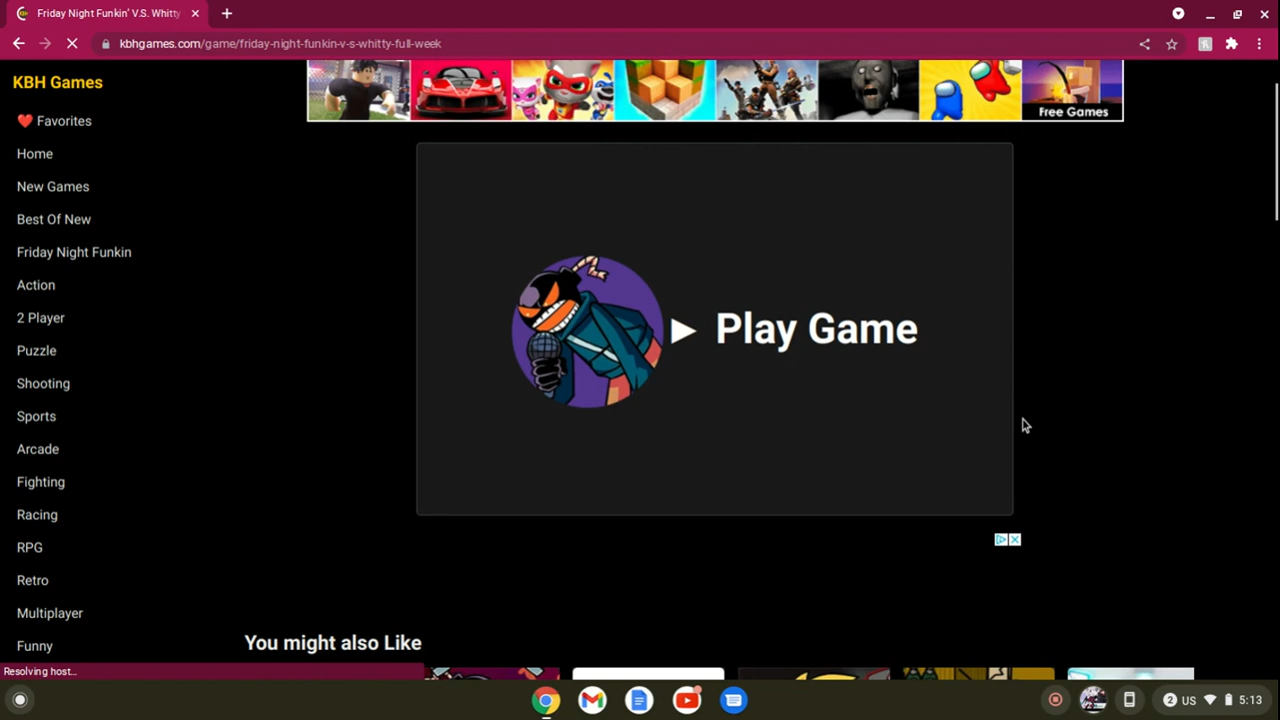 Friday Night Funkin' V.S. Whitty
kbhgames.com/game/friday-night-funkin-v-s-whitty-full-week
KBH Games
Favorites
Home
New Games
Best Of New
Friday Night Funkin
Action
2 Player
Puzzle
Shooting
Sports
Arcade
Fighting
Racing
RPG
Retro
Multiplayer
Funny
Free Games
Play Game
You might also Like
Resolving host...
2 US 5:13